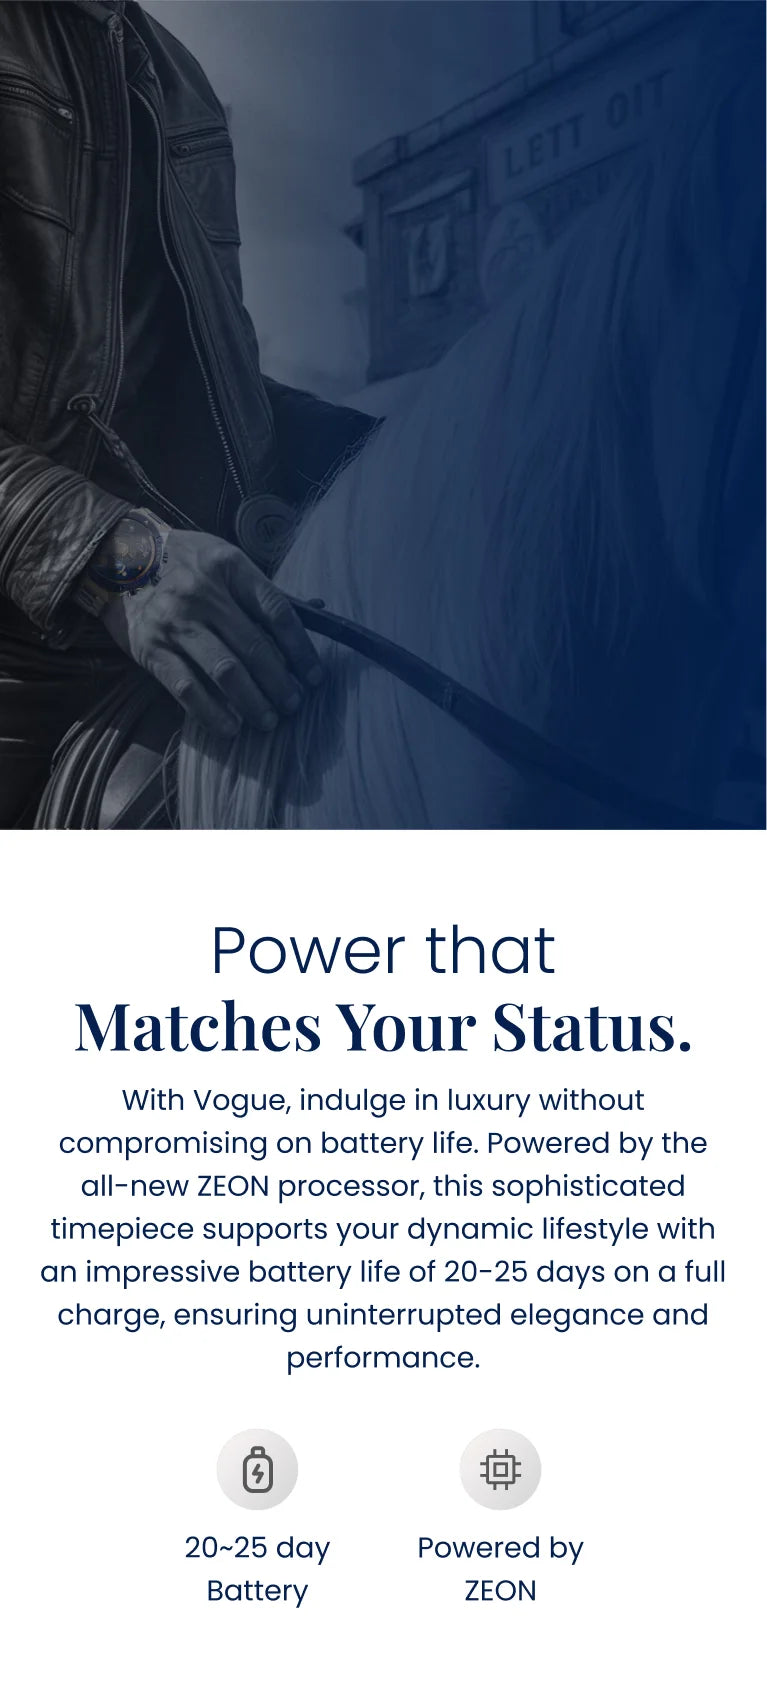 LETT OIT
Power that
Matches Your Status.
With Vogue, indulge in luxury without
compromising on battery life. Powered by the
all-new ZEON processor, this sophisticated
timepiece supports your dynamic lifestyle with
an impressive battery life of 20-25 days on a full
charge, ensuring uninterrupted elegance and
performance.
20~25 day
Battery
Powered by
ZEON